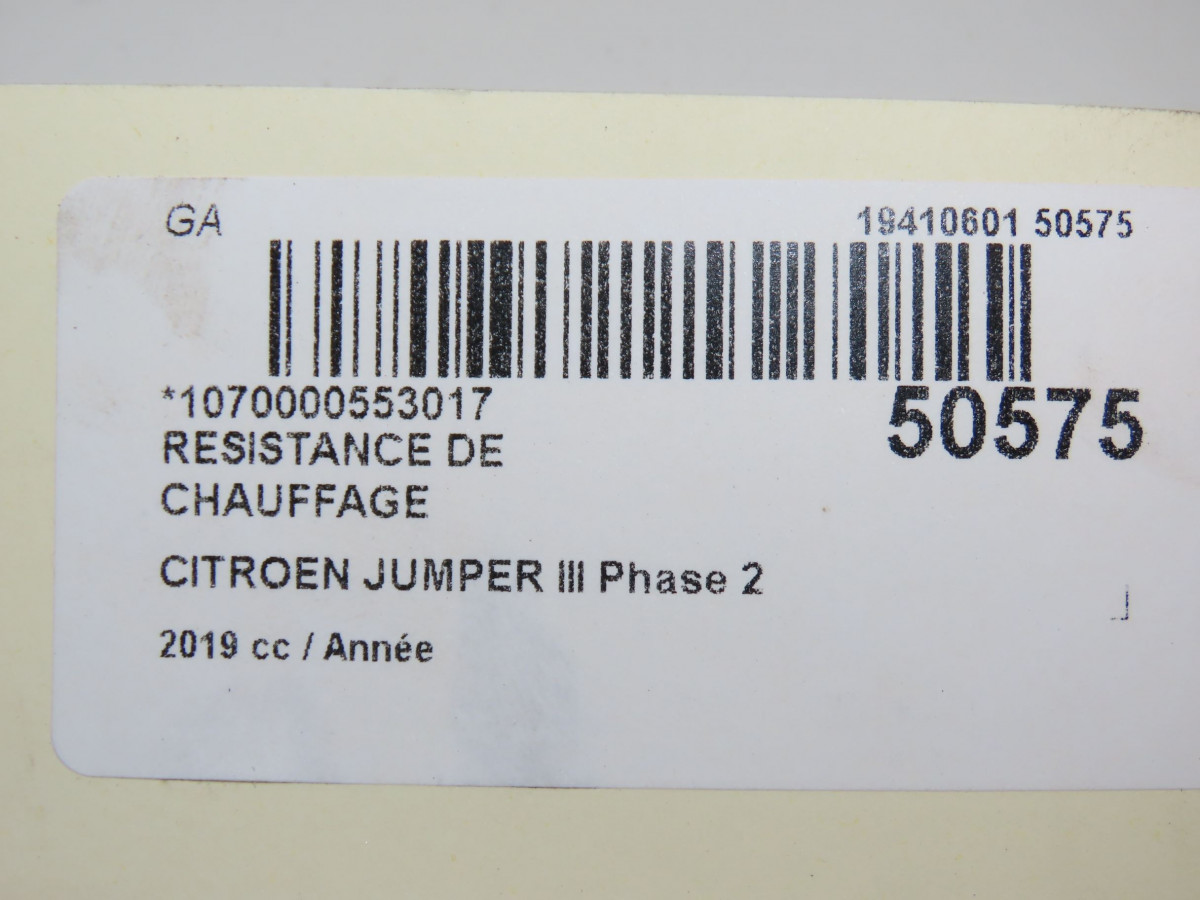 GA
19410601 50575
*1070000553017
50575
RESISTANCE DE
CHAUFFAGE
CITROEN JUMPER III Phase 2
2019 cc / Année